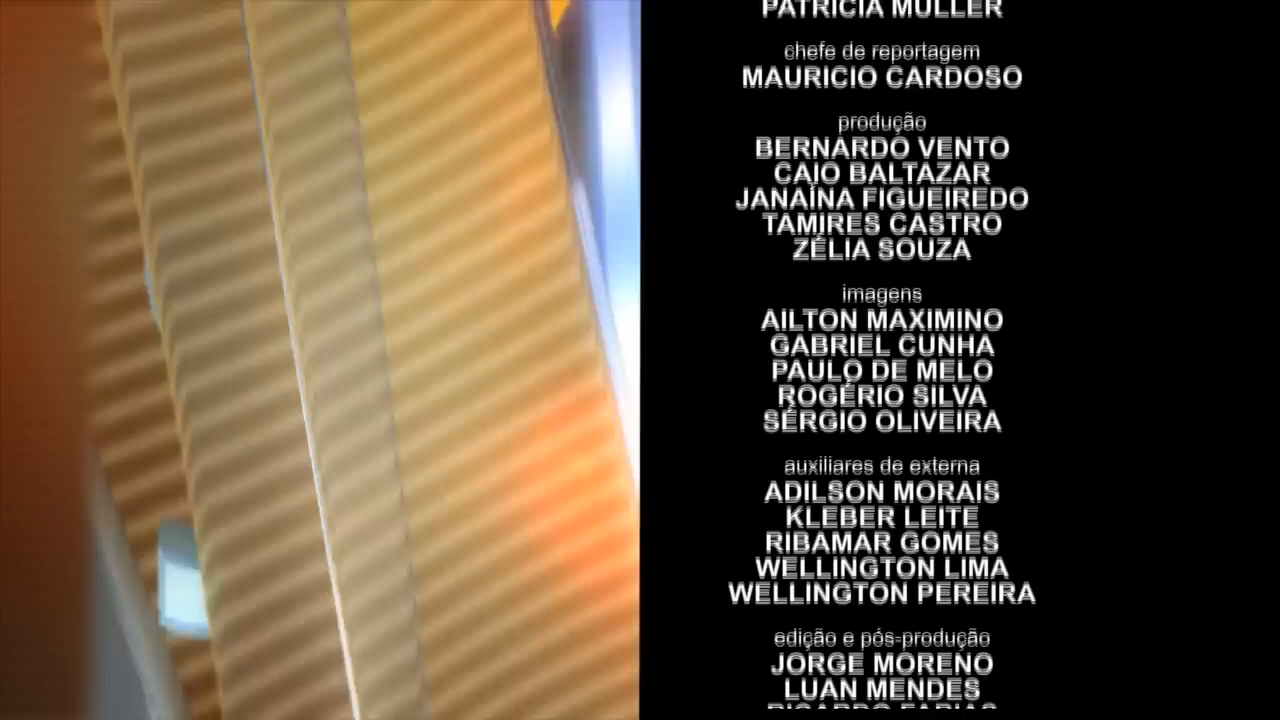 PATRICIA MULLER
chefe de reportagem
MAURICIO CARDOSO
produção
BERNARDO VENTO
CAIO BALTAZAR
JANAÍNA FIGUEIREDO
TAMIRES CASTRO
ZÉLIA SOUZA
imagens
AILTON MAXIMINO
GABRIEL CUNHA
PAULO DE MELO
ROGÉRIO SILVA
SÉRGIO OLIVEIRA
auxiliares de externa
ADILSON MORAIS
KLEBER LEITE
RIBAMAR GOMES
WELLINGTON LIMA
WELLINGTON PEREIRA
edição e pós-produção
JORGE MORENO
LUAN MENDES
RICARDO FARIAS